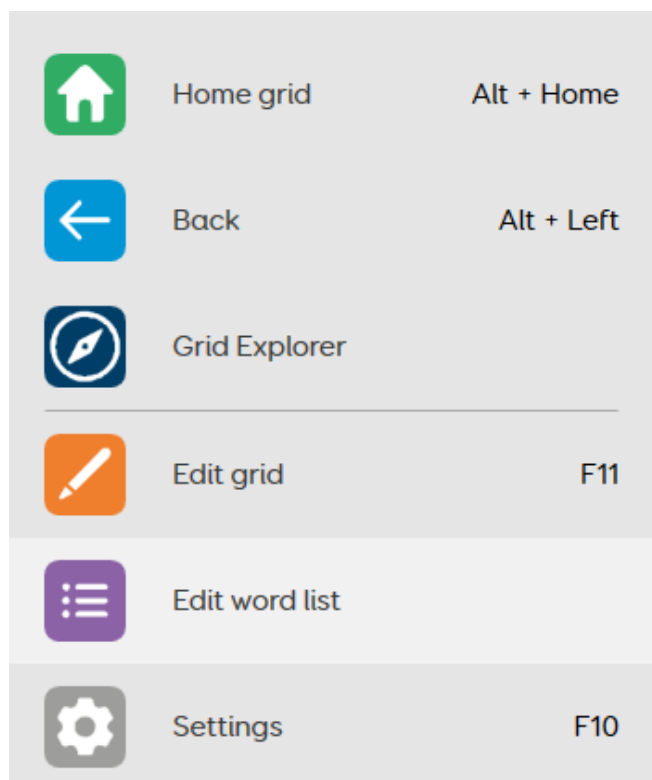 Home grid Alt + Home
Back Alt + Left
Grid Explorer
Edit grid F11
Edit word list
Settings F10